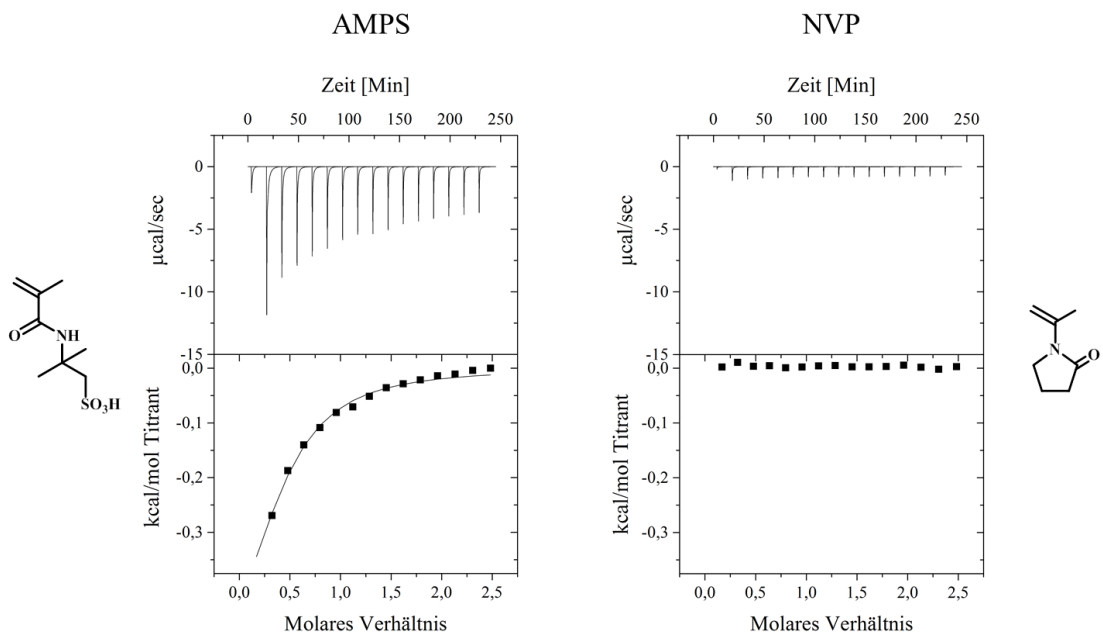 AMPS
Zeit [Min]
0 50 100 150 200 250
0
-5
-10
-15
µcal/sec
0,0
-0,1
-0,2
-0,3
kcal/mol Titrant
0,0 0,5 1,0 1,5 2,0 2,5
Molares Verhältnis
O
NH
SO3H
NVP
Zeit [Min]
0 50 100 150 200 250
0
-5
-10
-15
µcal/sec
0,0
-0,1
-0,2
-0,3
kcal/mol Titrant
0,0 0,5 1,0 1,5 2,0 2,5
Molares Verhältnis
N
O